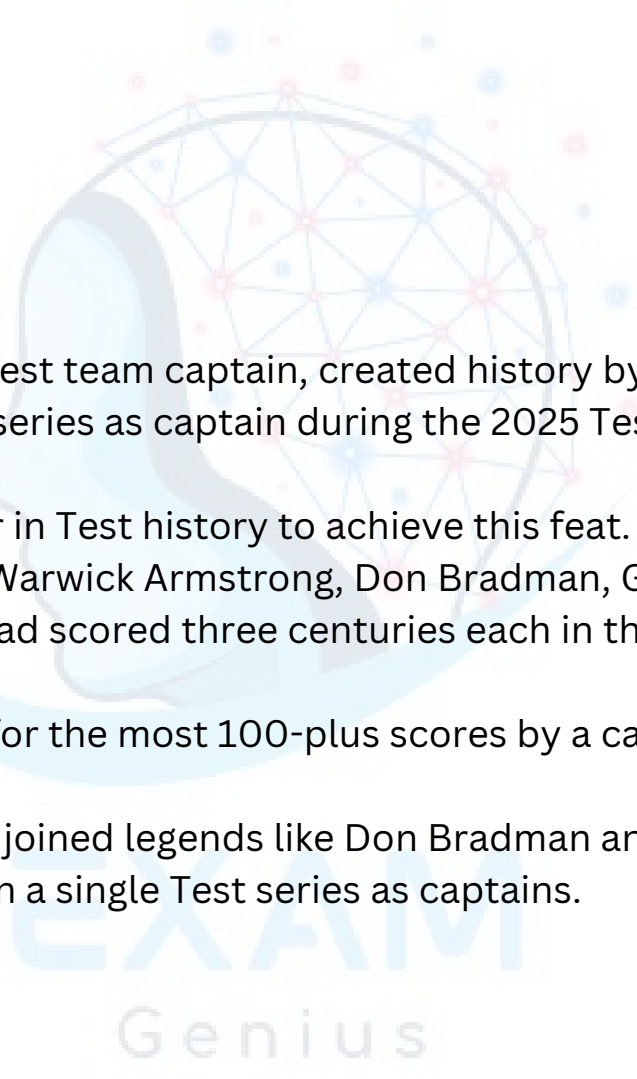 est team captain, created history by
series as captain during the 2025 Tes
r in Test history to achieve this feat.
Warwick Armstrong, Don Bradman, G
ad scored three centuries each in th
for the most 100-plus scores by a ca
joined legends like Don Bradman an
n a single Test series as captains.
EXAM
Genius